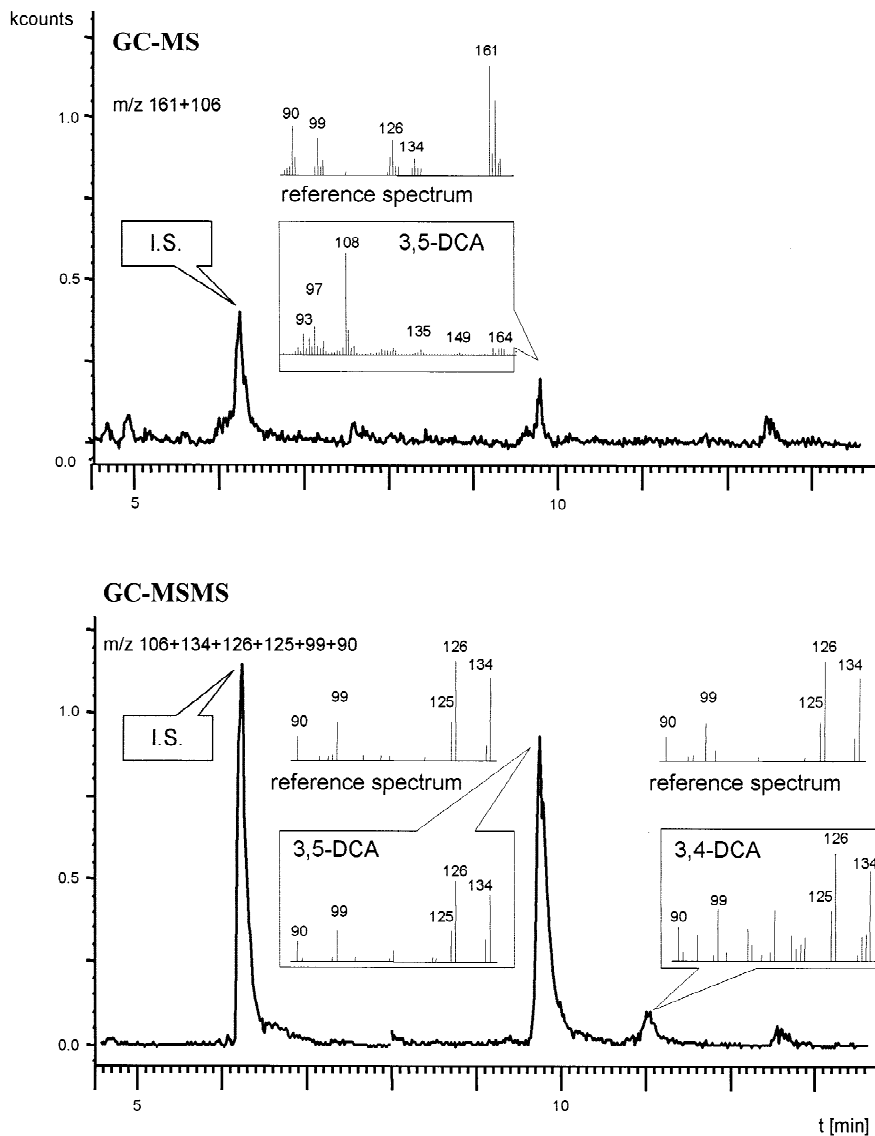 kcounts
GC-MS
161
m/z 161+106
1.0
90
99
126
134
reference spectrum
I.S.
108
3,5-DCA
0.5
97
93
135
149
164
0.0
5
10
GC-MSMS
m/z 106+134+126+125+99+90
126
134
99
125
90
126
134
99
125
90
1.0
I.S.
reference spectrum
reference spectrum
3,5-DCA
126
134
99
125
90
3,4-DCA
126
134
99
125
90
0.5
0.0
5
10
t [min]